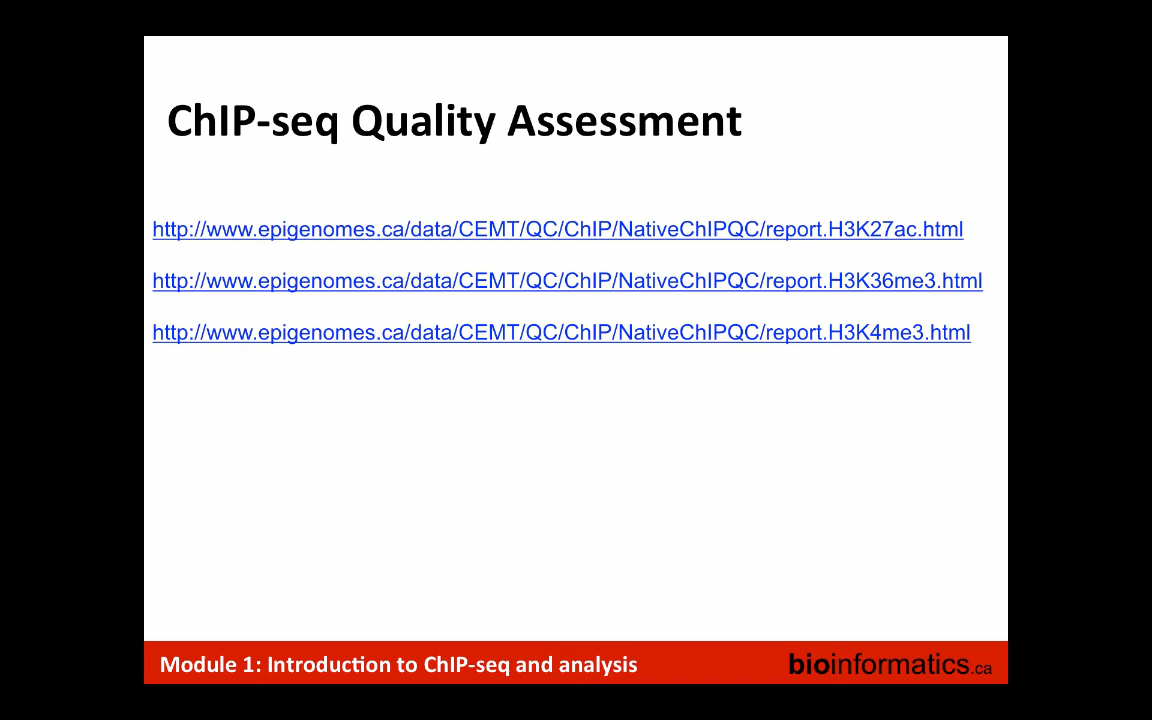 ChIP-seq Quality Assessment
http://www.epigenomes.ca/data/CEMT/QC/ChIP/NativeChIPQC/report.H3K27ac.html
http://www.epigenomes.ca/data/CEMT/QC/ChIP/NativeChIPQC/report.H3K36me3.html
http://www.epigenomes.ca/data/CEMT/QC/ChIP/NativeChIPQC/report.H3K4me3.html
Module 1: Introduction to ChIP-seq and analysis
bioinformatics.ca